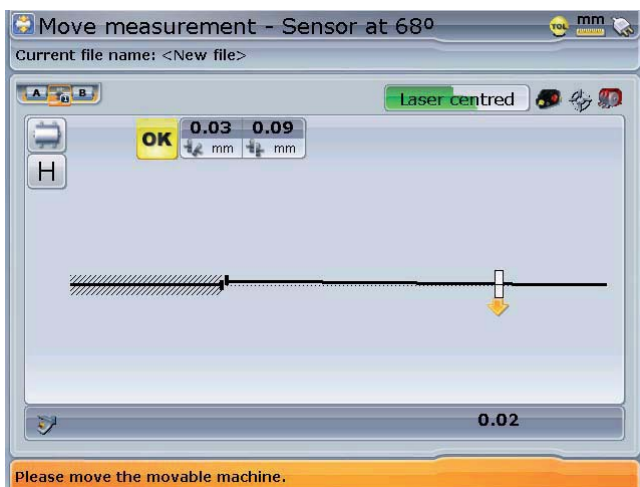 Move measurement - Sensor at 68º
TOL mm
Current file name: <New file>
A B
Laser centred
OK 0.03 0.09
mm mm
H
0.02
Please move the movable machine.